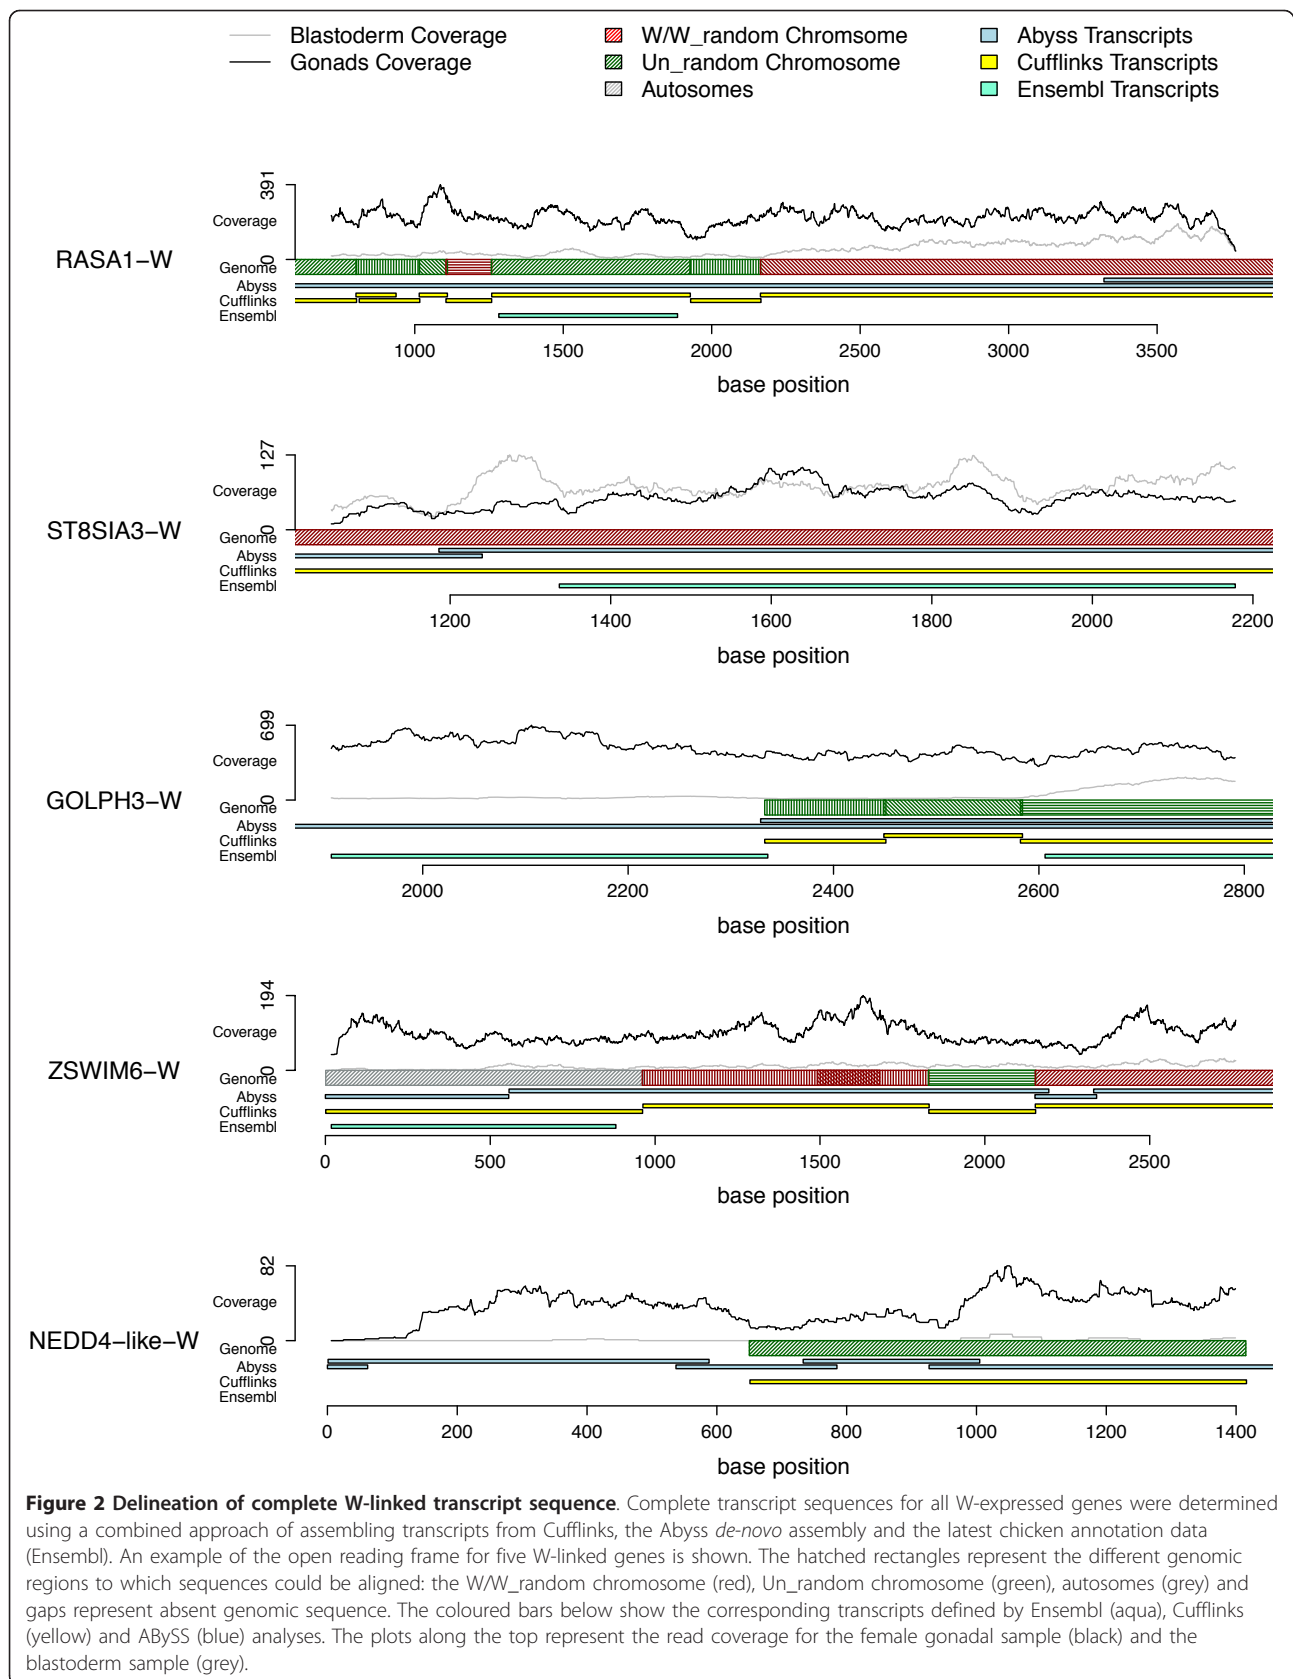 Blastoderm Coverage
Gonads Coverage
W/W_random Chromsome
Un_random Chromosome
Autosomes
Abyss Transcripts
Cufflinks Transcripts
Ensembl Transcripts
RASA1-W
391
0
Coverage
Genome
Abyss
Cufflinks
Ensembl
1000 1500 2000 2500 3000 3500
base position
ST8SIA3-W
127
0
Coverage
Genome
Abyss
Cufflinks
Ensembl
1200 1400 1600 1800 2000 2200
base position
GOLPH3-W
699
0
Coverage
Genome
Abyss
Cufflinks
Ensembl
2000 2200 2400 2600 2800
base position
ZSWIM6-W
194
0
Coverage
Genome
Abyss
Cufflinks
Ensembl
0 500 1000 1500 2000 2500
base position
NEDD4-like-W
82
0
Coverage
Genome
Abyss
Cufflinks
Ensembl
0 200 400 600 800 1000 1200 1400
base position
Figure 2 Delineation of complete W-linked transcript sequence. Complete transcript sequences for all W-expressed genes were determined
using a combined approach of assembling transcripts from Cufflinks, the Abyss de-novo assembly and the latest chicken annotation data
(Ensembl). An example of the open reading frame for five W-linked genes is shown. The hatched rectangles represent the different genomic
regions to which sequences could be aligned: the W/W_random chromosome (red), Un_random chromosome (green), autosomes (grey) and
gaps represent absent genomic sequence. The coloured bars below show the corresponding transcripts defined by Ensembl (aqua), Cufflinks
(yellow) and ABySS (blue) analyses. The plots along the top represent the read coverage for the female gonadal sample (black) and the
blastoderm sample (grey).